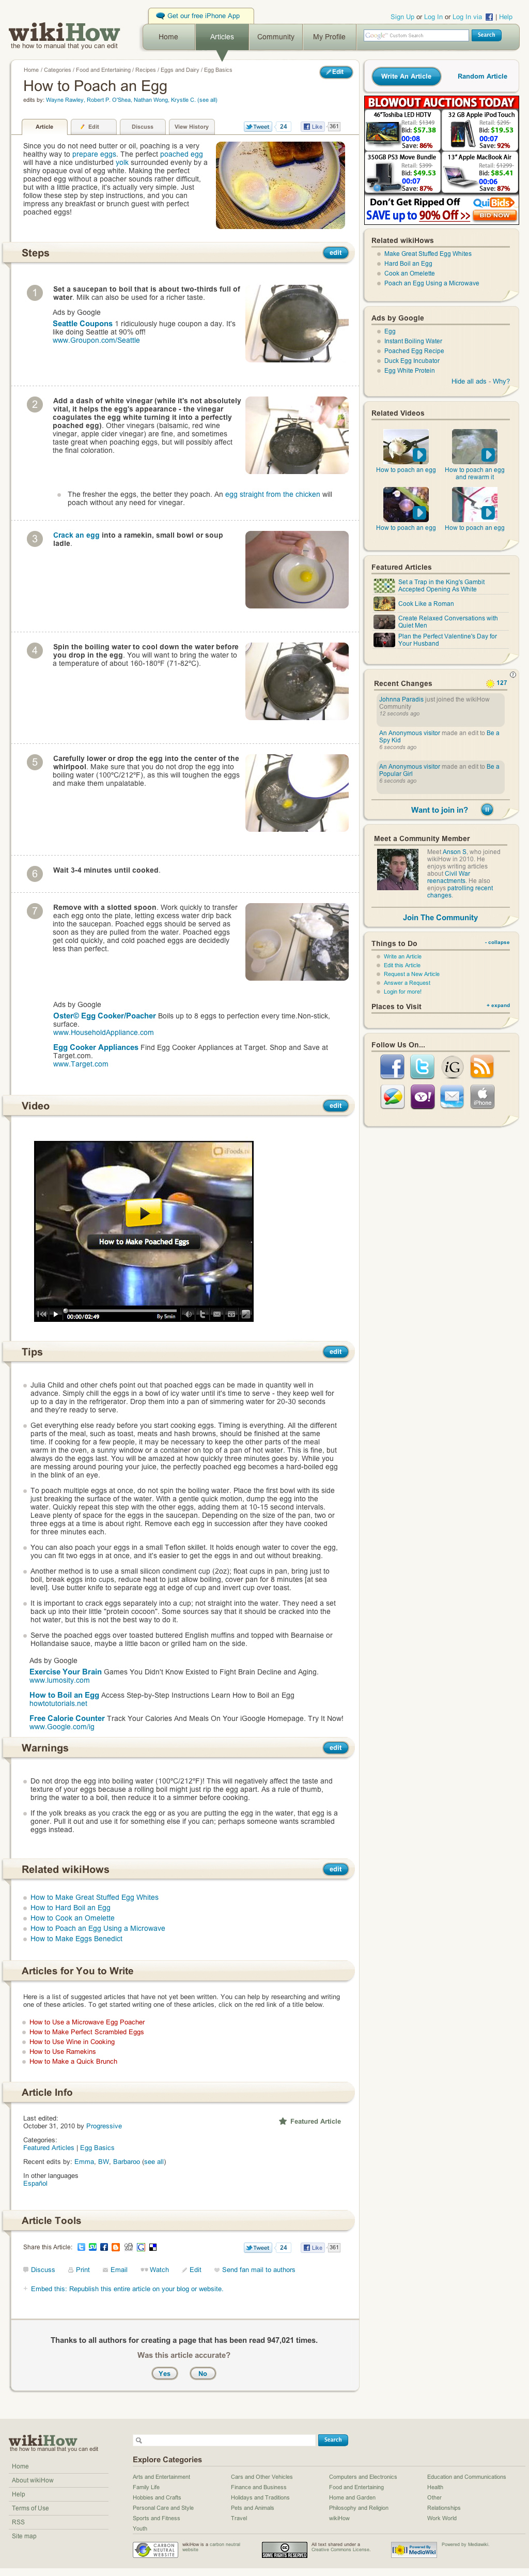 Get our free iPhone App
Sign Up or Log In or Log In via | Help
wikiHow
the how to manual that you can edit
Home
Articles
Community
My Profile
Google™ Custom Search
Search
Home / Categories / Food and Entertaining / Recipes / Eggs and Dairy / Egg Basics
Edit
How to Poach an Egg
edits by: Wayne Rawley, Robert P. O'Shea, Nathan Wong, Krystle C. (see all)
Article
Edit
Discuss
View History
Tweet 24
Like 361
Since you do not need butter or oil, poaching is a very
healthy way to prepare eggs. The perfect poached egg
will have a nice undisturbed yolk surrounded evenly by a
shiny opaque oval of egg white. Making the perfect
poached egg without a poacher sounds rather difficult,
but with a little practice, it's actually very simple. Just
follow these step by step instructions, and you can
impress any breakfast or brunch guest with perfect
poached eggs!
Steps
edit
1
Set a saucepan to boil that is about two-thirds full of
water. Milk can also be used for a richer taste.
Ads by Google
Seattle Coupons 1 ridiculously huge coupon a day. It's
like doing Seattle at 90% off!
www.Groupon.com/Seattle
2
Add a dash of white vinegar (while it's not absolutely
vital, it helps the egg's appearance - the vinegar
coagulates the egg white turning it into a perfectly
poached egg). Other vinegars (balsamic, red wine
vinegar, apple cider vinegar) are fine, and sometimes
taste great when poaching eggs, but will possibly affect
the final coloration.
The fresher the eggs, the better they poach. An egg straight from the chicken will
poach without any need for vinegar.
3
Crack an egg into a ramekin, small bowl or soup
ladle.
4
Spin the boiling water to cool down the water before
you drop in the egg. You will want to bring the water to
a temperature of about 160-180ºF (71-82ºC).
5
Carefully lower or drop the egg into the center of the
whirlpool. Make sure that you do not drop the egg into
boiling water (100ºC/212ºF), as this will toughen the eggs
and make them unpalatable.
6
Wait 3-4 minutes until cooked.
7
Remove with a slotted spoon. Work quickly to transfer
each egg onto the plate, letting excess water drip back
into the saucepan. Poached eggs should be served as
soon as they are pulled from the water. Poached eggs
get cold quickly, and cold poached eggs are decidedly
less than perfect.
Ads by Google
Oster© Egg Cooker/Poacher Boils up to 8 eggs to perfection every time.Non-stick,
surface.
www.HouseholdAppliance.com
Egg Cooker Appliances Find Egg Cooker Appliances at Target. Shop and Save at
Target.com.
www.Target.com
Video
edit
iFoods.tv
How to Make Poached Eggs
00:00/02:49
By 5min
Tips
edit
Julia Child and other chefs point out that poached eggs can be made in quantity well in
advance. Simply chill the eggs in a bowl of icy water until it's time to serve - they keep well for
up to a day in the refrigerator. Drop them into a pan of simmering water for 20-30 seconds
and they're ready to serve.
Get everything else ready before you start cooking eggs. Timing is everything. All the different
parts of the meal, such as toast, meats and hash browns, should be finished at the same
time. If cooking for a few people, it may be necessary to keep the other parts of the meal
warm in the oven, a sunny window or a container in warm to hot water. This is fine, but
always do the eggs last. You will be amazed at how quickly three minutes goes by. While you
are messing around pouring your juice, the perfectly poached egg becomes a hard-boiled egg
in the blink of an eye.
To poach multiple eggs at once, do not spin the boiling water. Place the first bowl with its side
just breaking the surface of the water. With a gentle quick motion, dump the egg into the
water. Quickly repeat this step with the other eggs, adding them at 10-15 second intervals.
Leave plenty of space for the eggs in the saucepan. Depending on the size of the pan, two or
three eggs at a time is about right. Remove each egg in succession after they have cooked
for three minutes each.
You can also poach your eggs in a small Teflon skillet. It holds enough water to cover the egg,
you can fit two eggs in at once, and it's easier to get the eggs in and out without breaking.
Another method is to use a small silicon condiment cup (2oz); float cups in pan, bring just to
boil, break eggs into cups, reduce heat to just allow boil, cover pan for 8 minutes [at sea
level]. Use butter knife to separate egg at edge of cup and invert cup over toast.
It is important to crack eggs separately into a cup; not straight into the water. They need a set
back up into their little "protein cocoon". Some sources say that it should be cracked into the
hot water, but this is not the best way to do it.
Serve the poached eggs over toasted buttered English muffins and topped with Bearnaise or
Hollandaise sauce, maybe a little bacon or grilled ham on the side.
Ads by Google
Exercise Your Brain Games You Didn't Know Existed to Fight Brain Decline and Aging.
www.lumosity.com
How to Boil an Egg Access Step-by-Step Instructions Learn How to Boil an Egg
howtotutorials.net
Free Calorie Counter Track Your Calories And Meals On Your iGoogle Homepage. Try It Now!
www.Google.com/ig
Warnings
edit
Do not drop the egg into boiling water (100ºC/212ºF)! This will negatively affect the taste and
texture of your eggs because a rolling boil might just rip the egg apart. As a rule of thumb,
bring the water to a boil, then reduce it to a simmer before cooking.
If the yolk breaks as you crack the egg or as you are putting the egg in the water, that egg is a
goner. Pull it out and use it for something else if you can; perhaps someone wants scrambled
eggs instead.
Related wikiHows
edit
How to Make Great Stuffed Egg Whites
How to Hard Boil an Egg
How to Cook an Omelette
How to Poach an Egg Using a Microwave
How to Make Eggs Benedict
Articles for You to Write
Here is a list of suggested articles that have not yet been written. You can help by researching and writing
one of these articles. To get started writing one of these articles, click on the red link of a title below.
How to Use a Microwave Egg Poacher
How to Make Perfect Scrambled Eggs
How to Use Wine in Cooking
How to Use Ramekins
How to Make a Quick Brunch
Article Info
Last edited:
October 31, 2010 by Progressive
Featured Article
Categories:
Featured Articles | Egg Basics
Recent edits by: Emma, BW, Barbaroo (see all)
In other languages
Español
Article Tools
Share this Article:
Tweet 24
Like 361
Discuss
Print
Email
Watch
Edit
Send fan mail to authors
Embed this: Republish this entire article on your blog or website.
Thanks to all authors for creating a page that has been read 947,021 times.
Was this article accurate?
Yes
No
Write An Article
Random Article
BLOWOUT AUCTIONS TODAY
46"Toshiba LED HDTV
Retail: $1349
Bid: $57.38
00:08
Save: 86%
32 GB Apple iPod Touch
Retail: $295
Bid: $19.53
00:07
Save: 92%
350GB PS3 Move Bundle
Retail: $399
Bid: $49.53
00:07
Save: 87%
13" Apple MacBook Air
Retail: $1299
Bid: $85.41
00:06
Save: 87%
Don't Get Ripped Off
SAVE up to 90% Off >>
QuiBids
BID NOW
Related wikiHows
Make Great Stuffed Egg Whites
Hard Boil an Egg
Cook an Omelette
Poach an Egg Using a Microwave
Ads by Google
Egg
Instant Boiling Water
Poached Egg Recipe
Duck Egg Incubator
Egg White Protein
Hide all ads - Why?
Related Videos
How to poach an egg
How to poach an egg
and rewarm it
How to poach an egg
How to poach an egg
Featured Articles
Set a Trap in the King's Gambit
Accepted Opening As White
Cook Like a Roman
Create Relaxed Conversations with
Quiet Men
Plan the Perfect Valentine's Day for
Your Husband
Recent Changes
127
Johnna Paradis just joined the wikiHow
Community
12 seconds ago
An Anonymous visitor made an edit to Be a
Spy Kid
6 seconds ago
An Anonymous visitor made an edit to Be a
Popular Girl
9 seconds ago
Want to join in?
Meet a Community Member
Meet Anson S, who joined
wikiHow in 2010. He
enjoys writing articles
about Civil War
reenactments. He also
enjoys patrolling recent
changes.
Join The Community
Things to Do
- collapse
Write an Article
Edit this Article
Request a New Article
Answer a Request
Login for more!
Places to Visit
+ expand
Follow Us On...
iG
Y!
iPhone
wikiHow
the how to manual that you can edit
Home
About wikiHow
Help
Terms of Use
RSS
Site map
Search
Explore Categories
Arts and Entertainment
Family Life
Hobbies and Crafts
Personal Care and Style
Sports and Fitness
Youth
Cars and Other Vehicles
Finance and Business
Holidays and Traditions
Pets and Animals
Travel
Computers and Electronics
Food and Entertaining
Home and Garden
Philosophy and Religion
wikiHow
Education and Communications
Health
Other
Relationships
Work World
CARBON
NEUTRAL
WEBSITE
wikiHow is a carbon neutral
website
SOME RIGHTS RESERVED
All text shared under a
Creative Commons License.
Powered By
MediaWiki
Powered by Mediawiki.